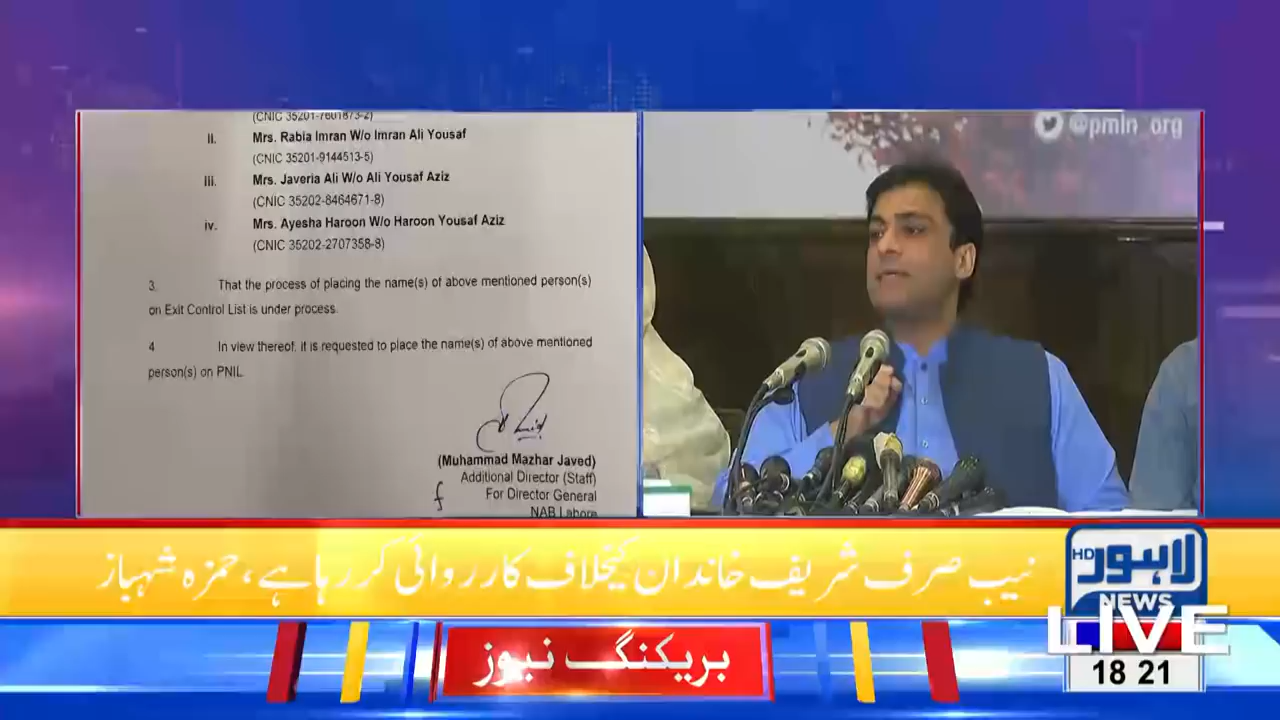 (CNIC 35201-7601873-2)
ii. Mrs. Rabia Imran W/o Imran Ali Yousaf
(CNIC 35201-9144513-5)
iii. Mrs. Javeria Ali W/o Ali Yousaf Aziz
(CNIC 35202-8464671-8)
iv. Mrs. Ayesha Haroon W/o Haroon Yousaf Aziz
(CNIC 35202-2707358-8)
3. That the process of placing the name(s) of above mentioned person(s)
on Exit Control List is under process.
4 In view thereof, it is requested to place the name(s) of above mentioned
person(s) on PNIL
(Muhammad Mazhar Javed)
Additional Director (Staff)
For Director General
NAB Lahore
@pmln_org
نیب صرف شریف خاندان کیخلاف کارروائی کر رہا ہے، حمزہ شہباز
HD لاہور
NEWS
LIVE
18 21
بریکنگ نیوز